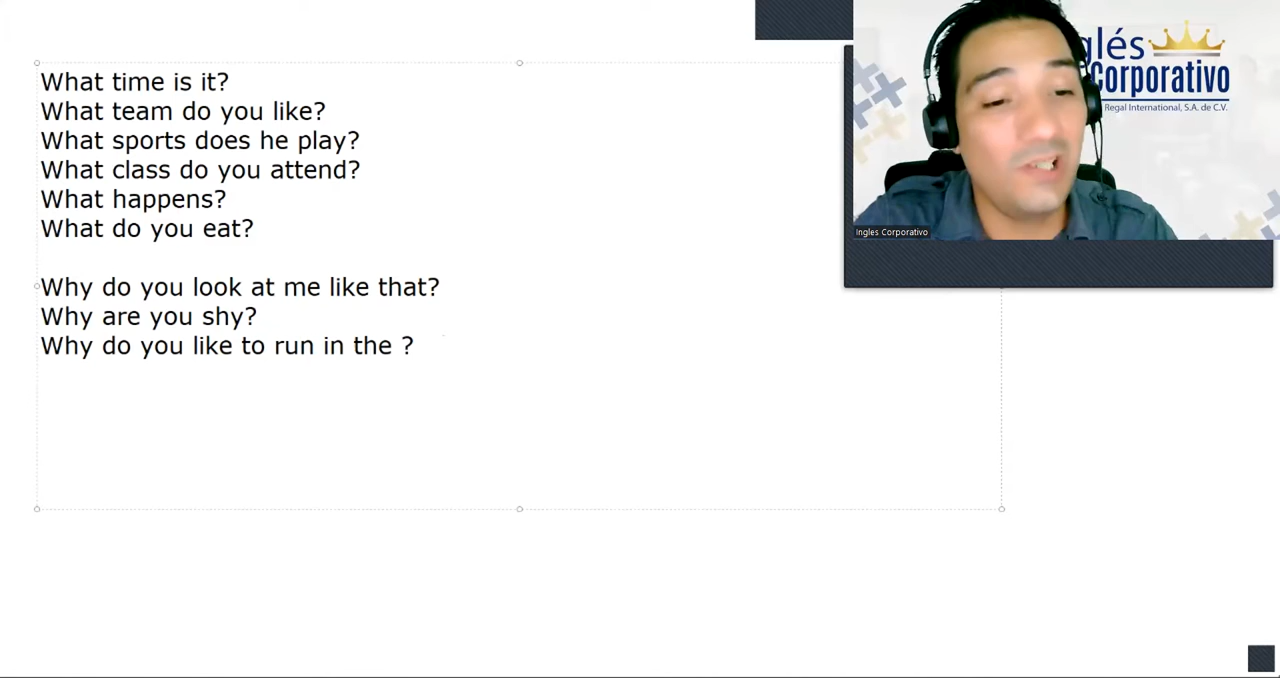 What time is it?
What team do you like?
What sports does he play?
What class do you attend?
What happens?
What do you eat?
Why do you look at me like that?
Why are you shy?
Why do you like to run in the ?
glés
Corporativo
Regal International, S.A. de C.V.
Ingles Corporativo